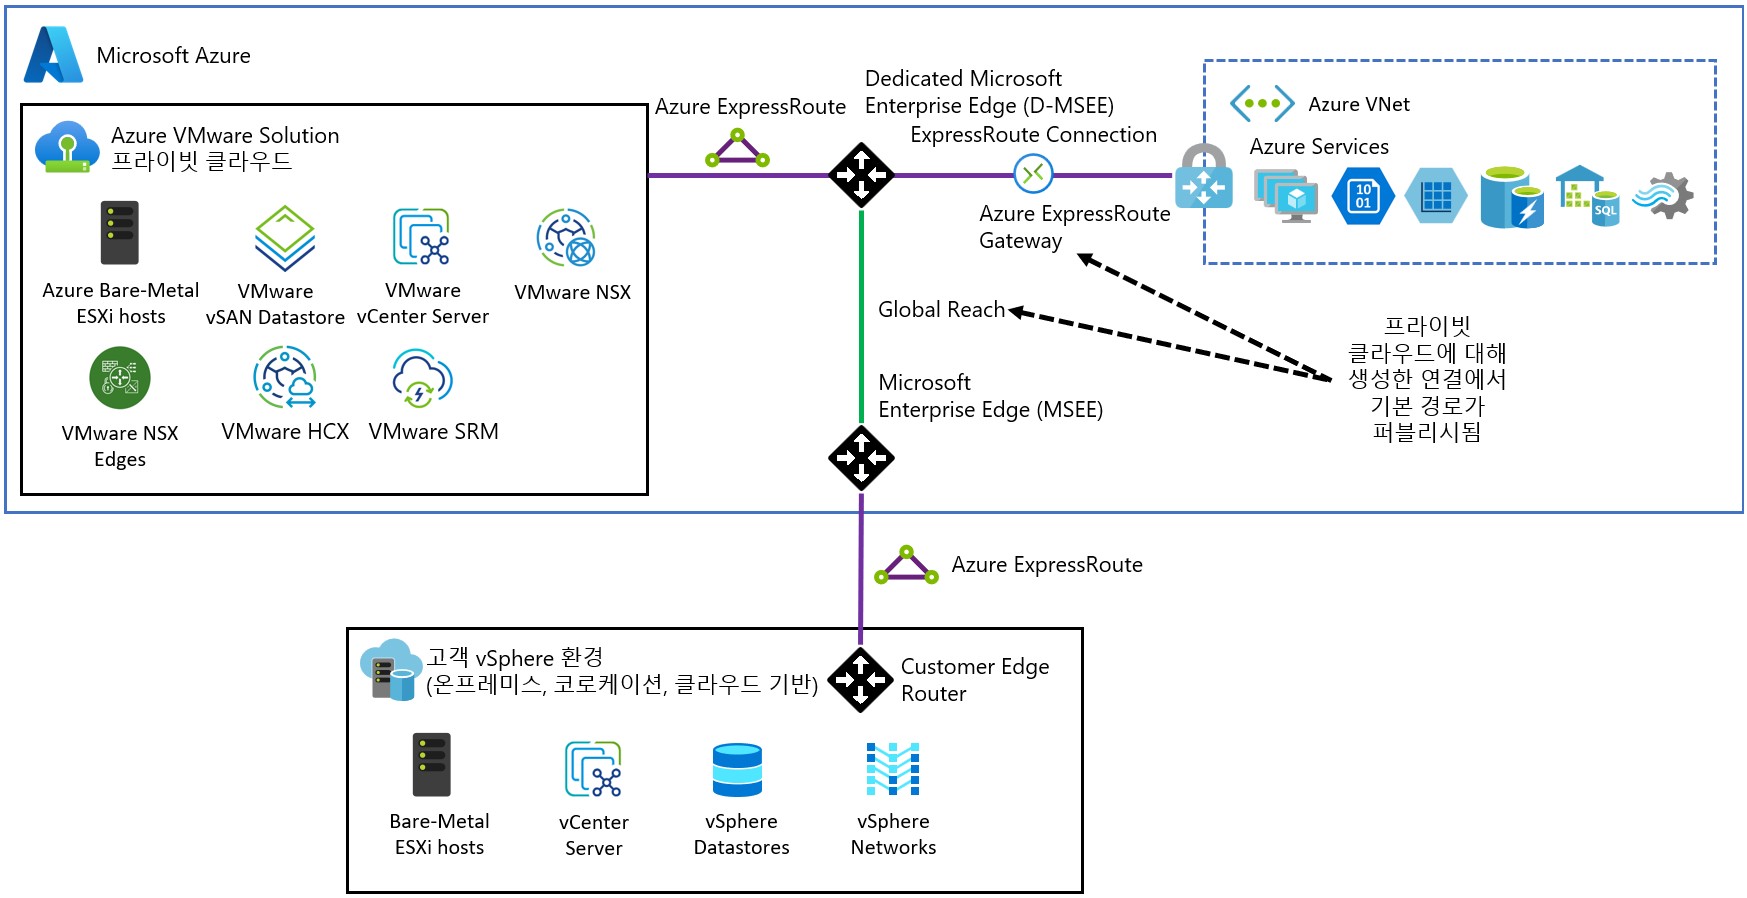 Microsoft Azure
Azure VMware Solution
프라이빗 클라우드
Azure Bare-Metal
ESXi hosts
VMware
vSAN Datastore
VMware
vCenter Server
VMware NSX
VMware NSX
Edges
VMware HCX
VMware SRM
Azure ExpressRoute
Dedicated Microsoft
Enterprise Edge (D-MSEE)
ExpressRoute Connection
Azure ExpressRoute
Gateway
Azure VNet
Azure Services
10
01
SQL
Global Reach
프라이빗
클라우드에 대해
생성한 연결에서
기본 경로가
퍼블리시됨
Microsoft
Enterprise Edge (MSEE)
Azure ExpressRoute
고객 vSphere 환경
(온프레미스, 코로케이션, 클라우드 기반)
Customer Edge
Router
Bare-Metal
ESXi hosts
vCenter
Server
vSphere
Datastores
vSphere
Networks